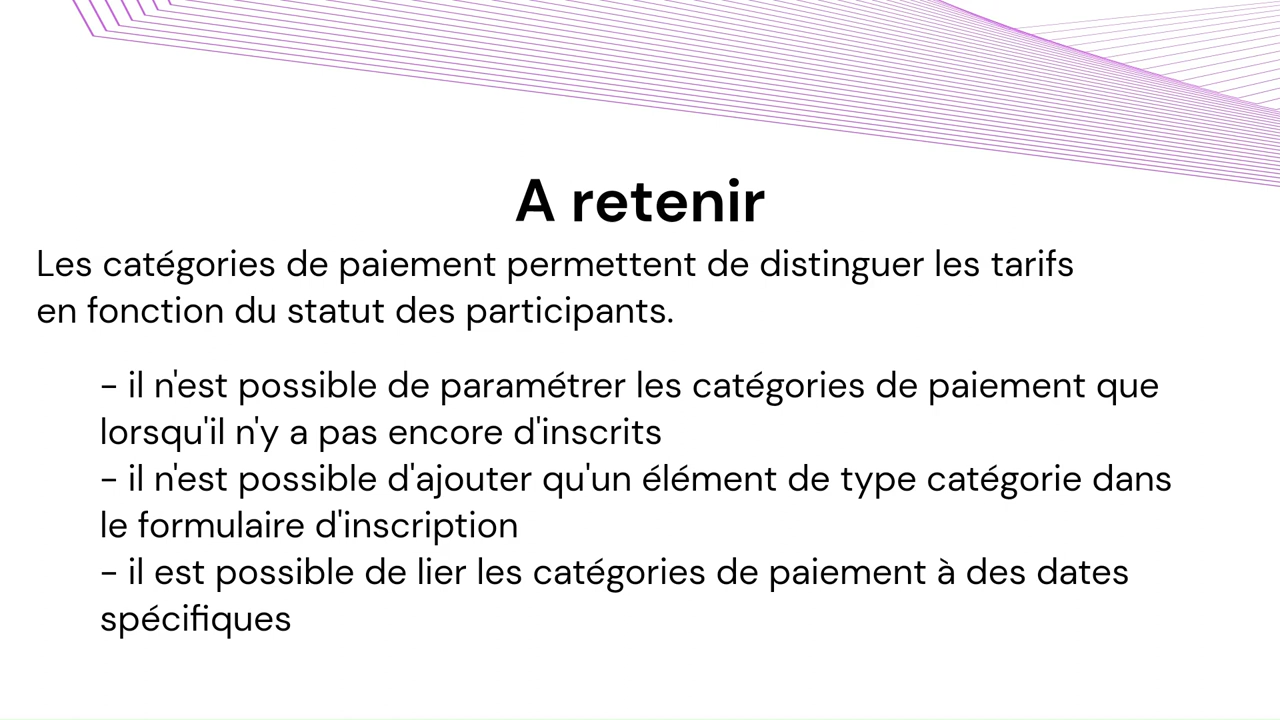 A retenir
Les catégories de paiement permettent de distinguer les tarifs
en fonction du statut des participants.
- il n'est possible de paramétrer les catégories de paiement que
lorsqu'il n'y a pas encore d'inscrits
- il n'est possible d'ajouter qu'un élément de type catégorie dans
le formulaire d'inscription
- il est possible de lier les catégories de paiement à des dates
spécifiques